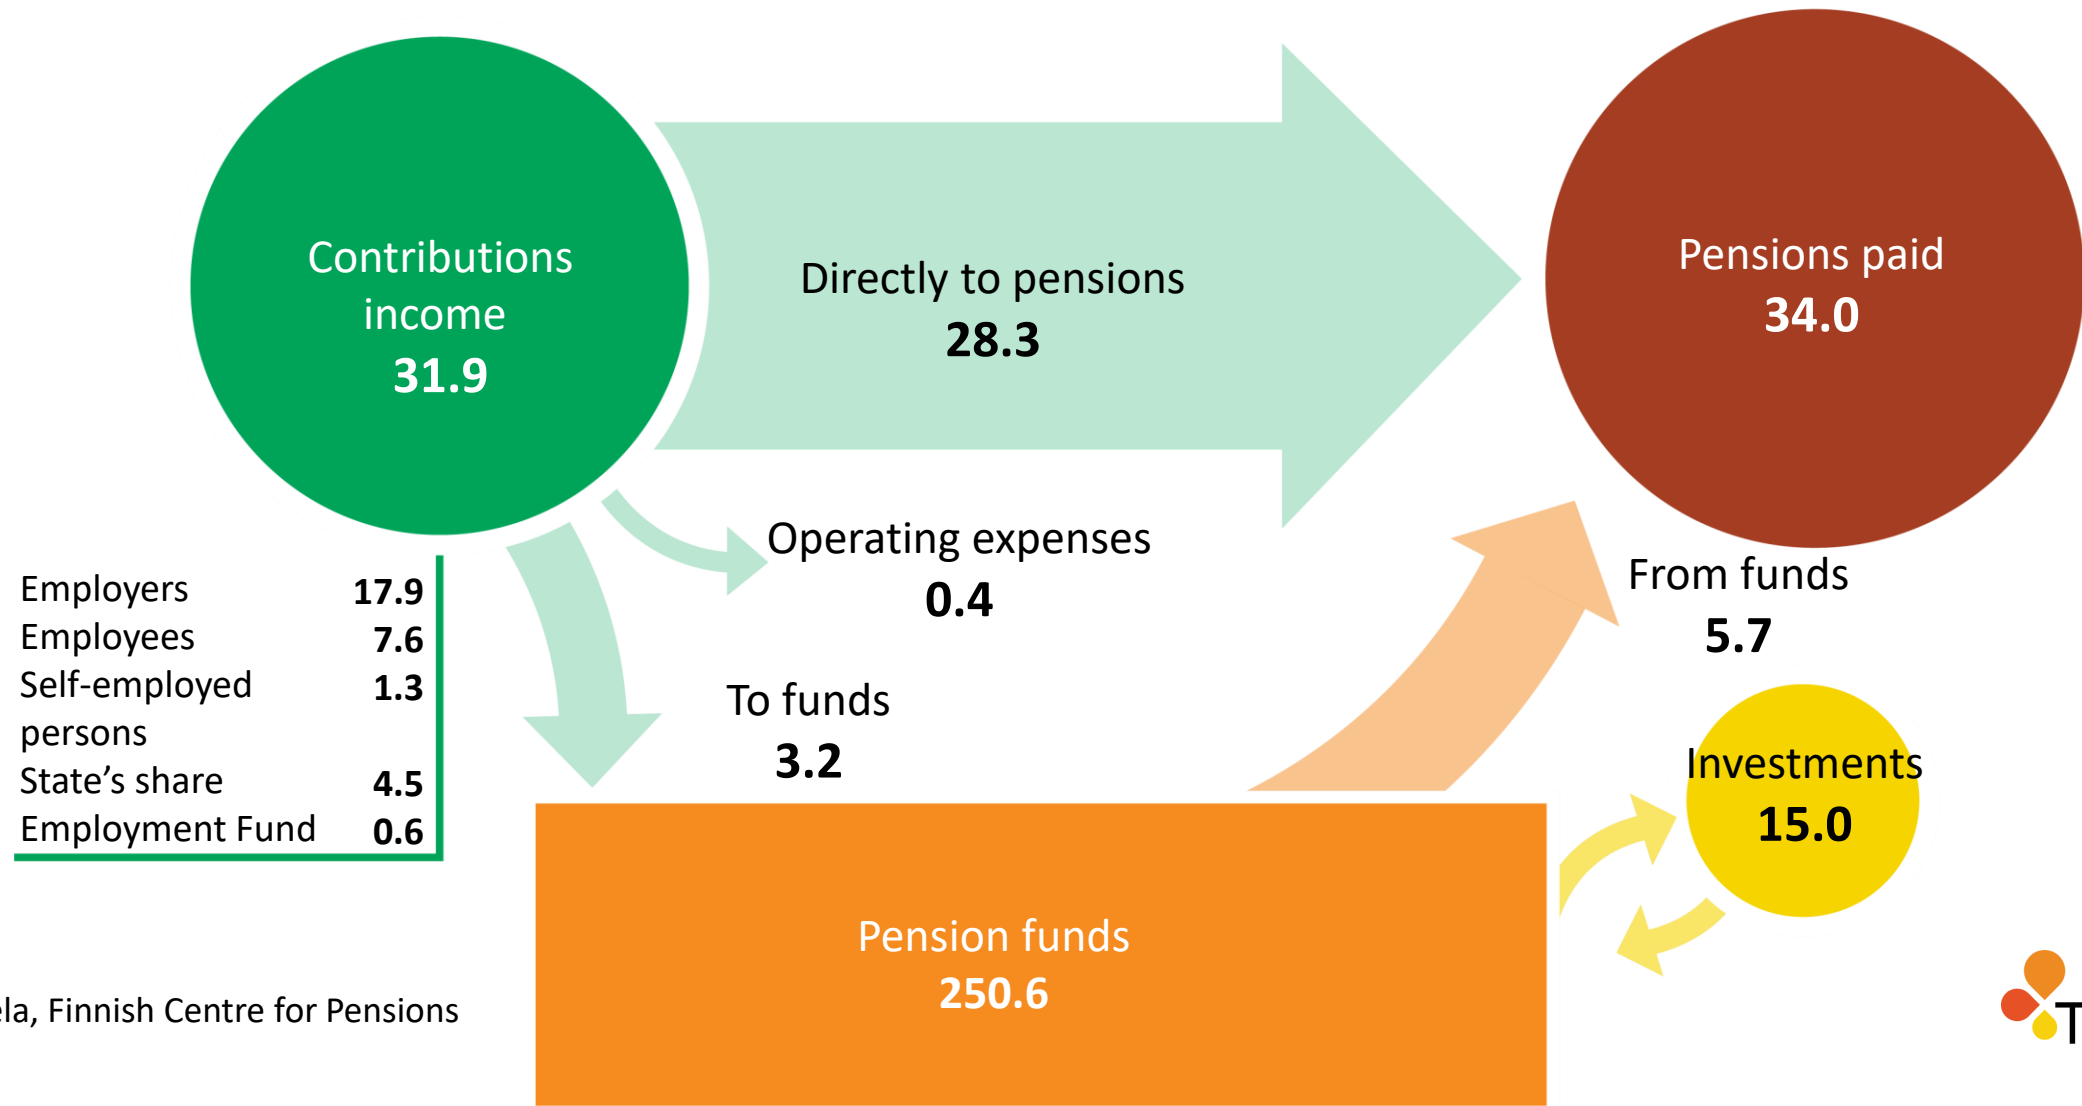 Contributions
income
31.9
Directly to pensions
28.3
Pensions paid
34.0
Operating expenses
0.4
From funds
5.7
Employers 17.9
Employees 7.6
Self-employed 1.3
persons
State’s share 4.5
Employment Fund 0.6
To funds
3.2
Investments
15.0
Pension funds
250.6
Finnish Centre for Pensions